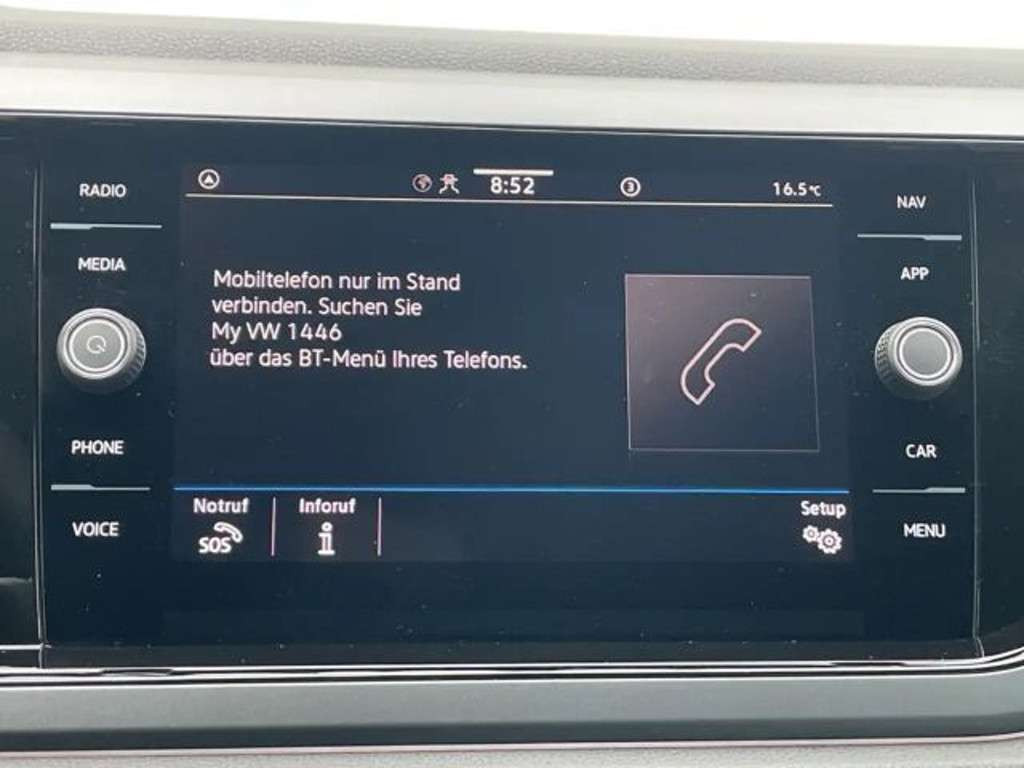 RADIO
8:52
3
16.5°C
NAV
MEDIA
APP
Mobiltelefon nur im Stand
verbinden. Suchen Sie
My VW 1446
über das BT-Menü Ihres Telefons.
PHONE
CAR
Notruf
Inforuf
Setup
SOS
i
VOICE
MENU